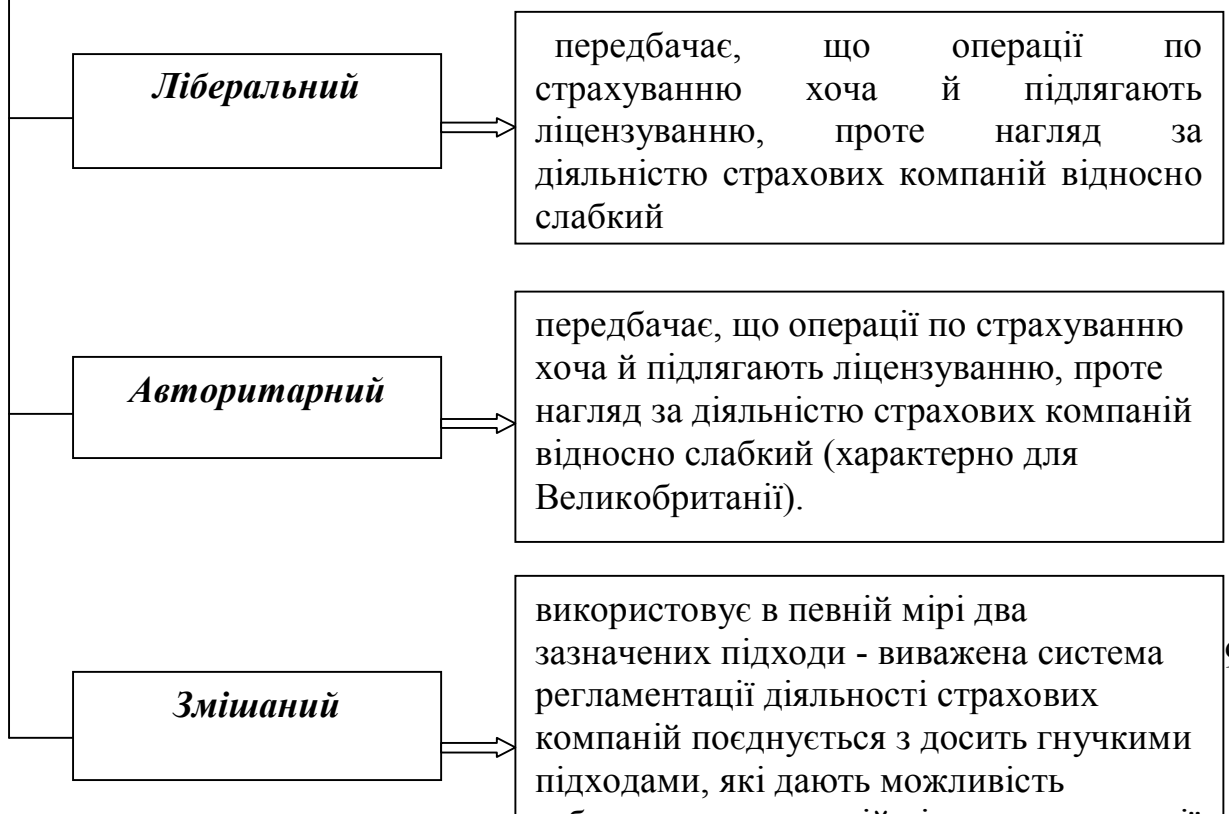 Ліберальний
передбачає, що операції по
страхуванню хоча й підлягають
ліцензуванню, проте нагляд за
діяльністю страхових компаній відносно
слабкий
Авторитарний
передбачає, що операції по страхуванню
хоча й підлягають ліцензуванню, проте
нагляд за діяльністю страхових компаній
відносно слабкий (характерно для
Великобританії).
Змішаний
використовує в певній мірі два
зазначених підходи - виважена система
регламентації діяльності страхових
компаній поєднується з досить гнучкими
підходами, які дають можливість